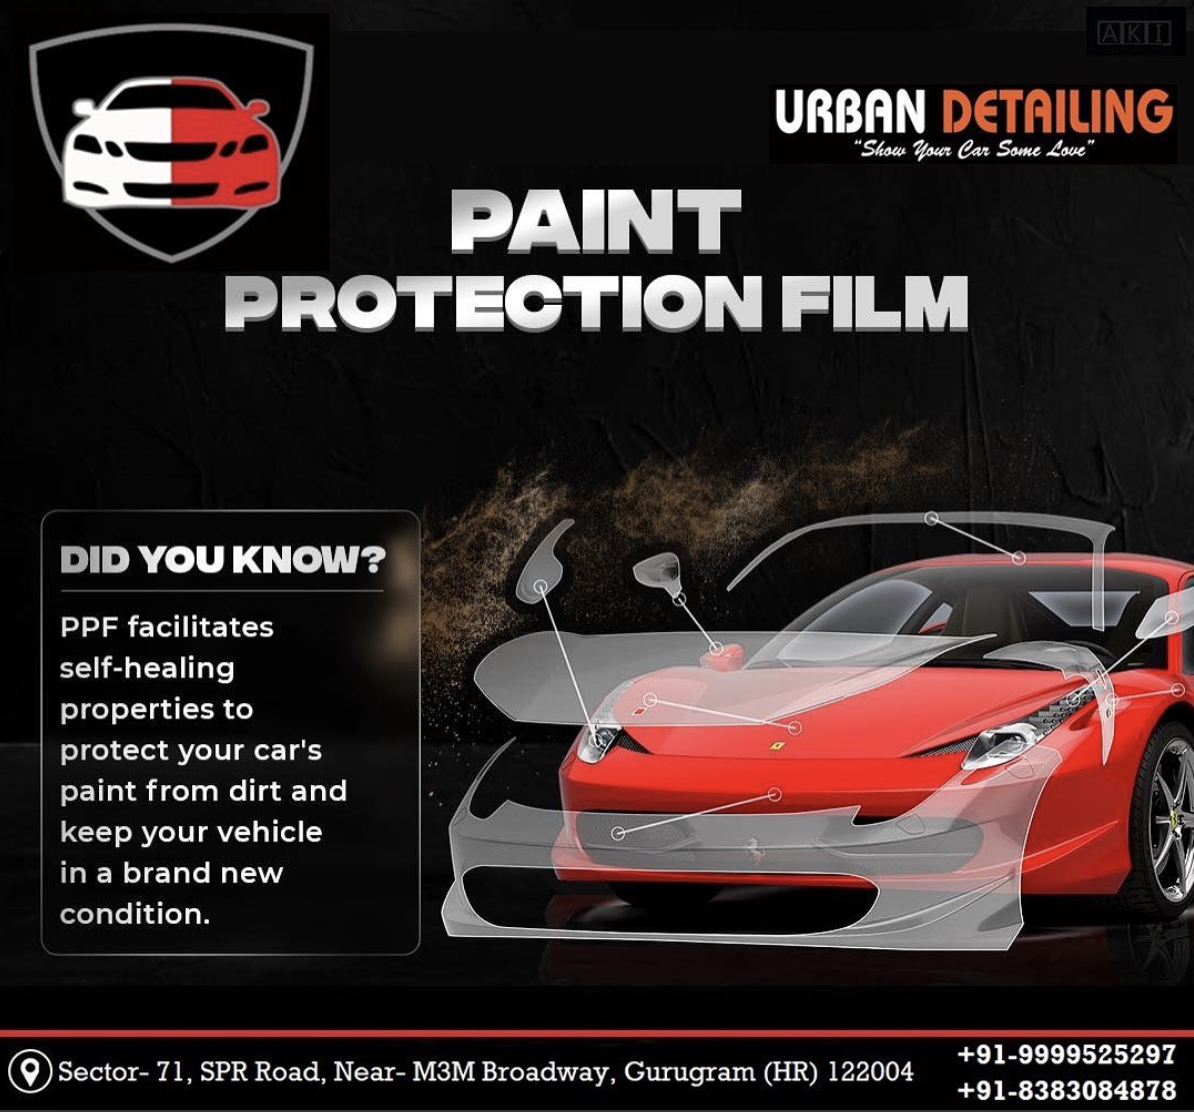 AKI
URBAN DETAILING
"Show Your Car Some Love"
PAINT
PROTECTION FILM
DID YOU KNOW?
PPF facilitates
self-healing
properties to
protect your car's
paint from dirt and
keep your vehicle
in a brand new
condition.
Sector- 71, SPR Road, Near- M3M Broadway, Gurugram (HR) 122004
+91-9999525297
+91-8383084878